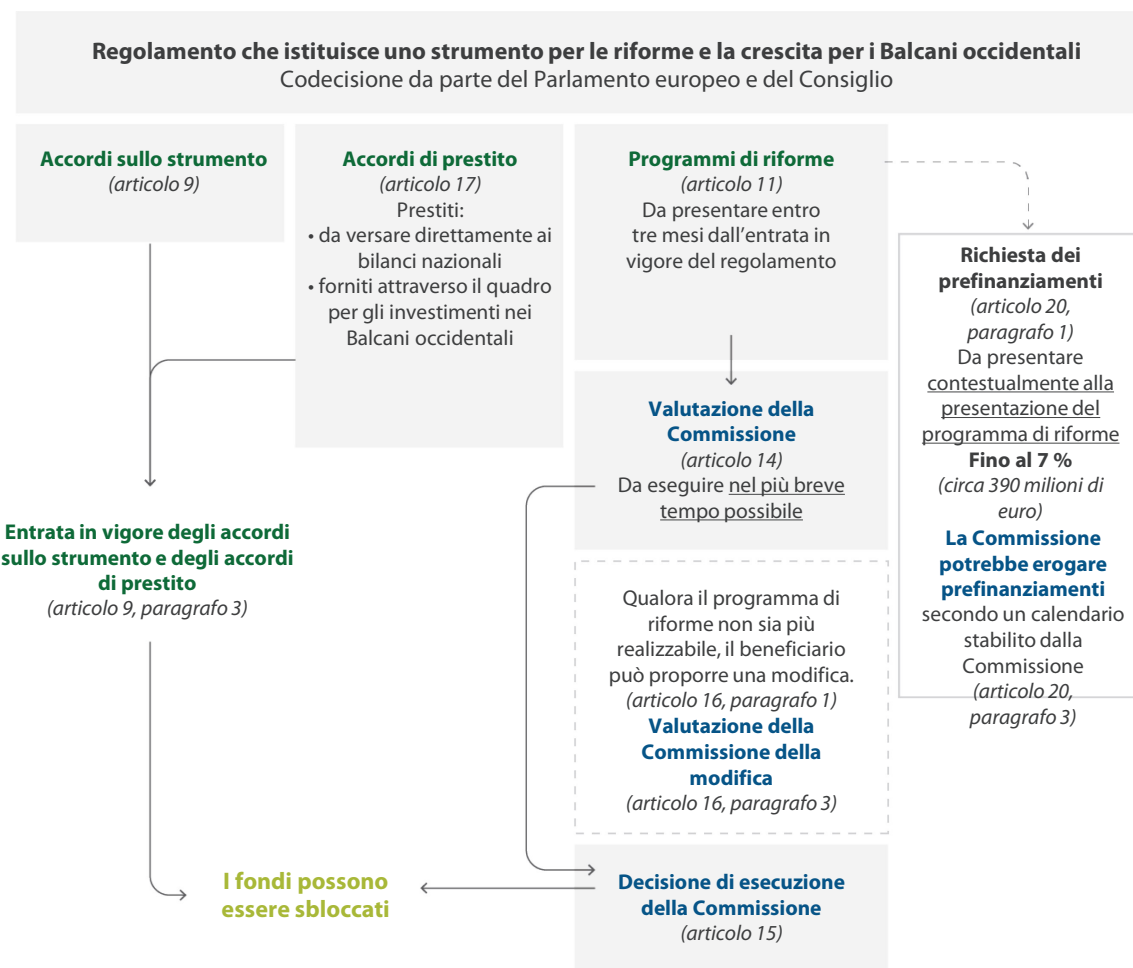 Regolamento che istituisce uno strumento per le riforme e la crescita per i Balcani occidentali
Codecisione da parte del Parlamento europeo e del Consiglio
Accordi sullo strumento
(articolo 9)
Accordi di prestito
(articolo 17)
Prestiti:
• da versare direttamente ai
bilanci nazionali
• forniti attraverso il quadro
per gli investimenti nei
Balcani occidentali
Programmi di riforme
(articolo 11)
Da presentare entro
tre mesi dall'entrata in
vigore del regolamento
Richiesta dei
prefinanziamenti
(articolo 20,
paragrafo 1)
Da presentare
contestualmente alla
presentazione del
programma di riforme
Fino al 7 %
(circa 390 milioni di
euro)
La Commissione
potrebbe erogare
prefinanziamenti
secondo un calendario
stabilito dalla
Commissione
(articolo 20,
paragrafo 3)
Valutazione della
Commissione
(articolo 14)
Da eseguire nel più breve
tempo possibile
Entrata in vigore degli accordi
sullo strumento e degli accordi
di prestito
(articolo 9, paragrafo 3)
Qualora il programma di
riforme non sia più
realizzabile, il beneficiario
può proporre una modifica.
(articolo 16, paragrafo 1)
Valutazione della
Commissione della
modifica
(articolo 16, paragrafo 3)
I fondi possono
essere sbloccati
Decisione di esecuzione
della Commissione
(articolo 15)